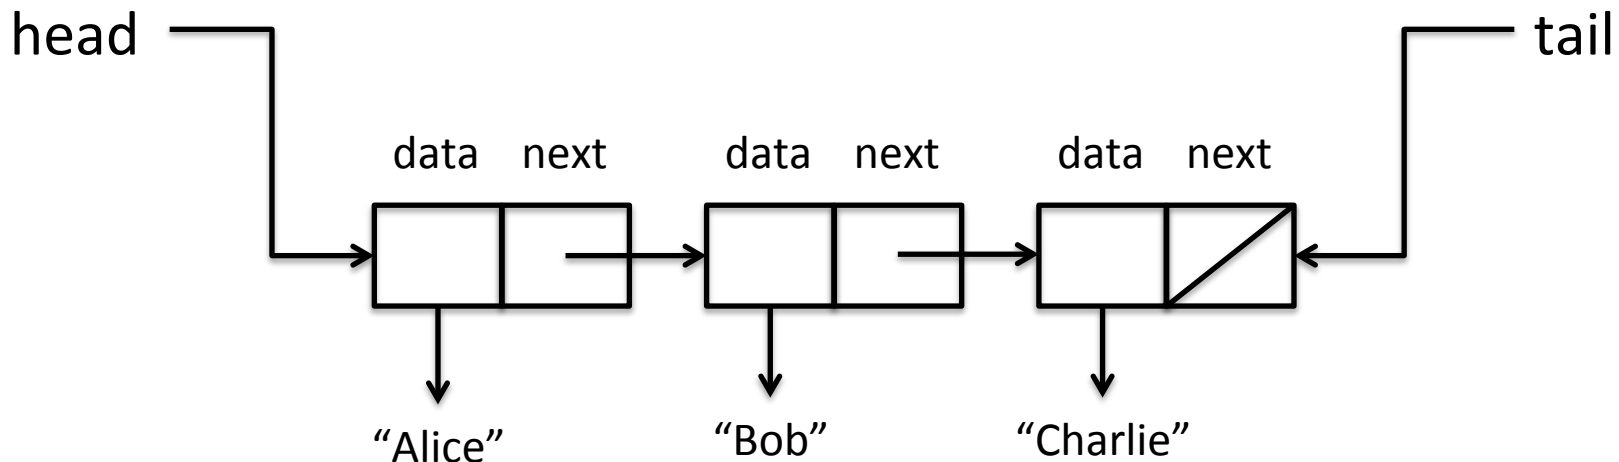 head tail
data next data next data next
“Alice” “Bob” “Charlie”